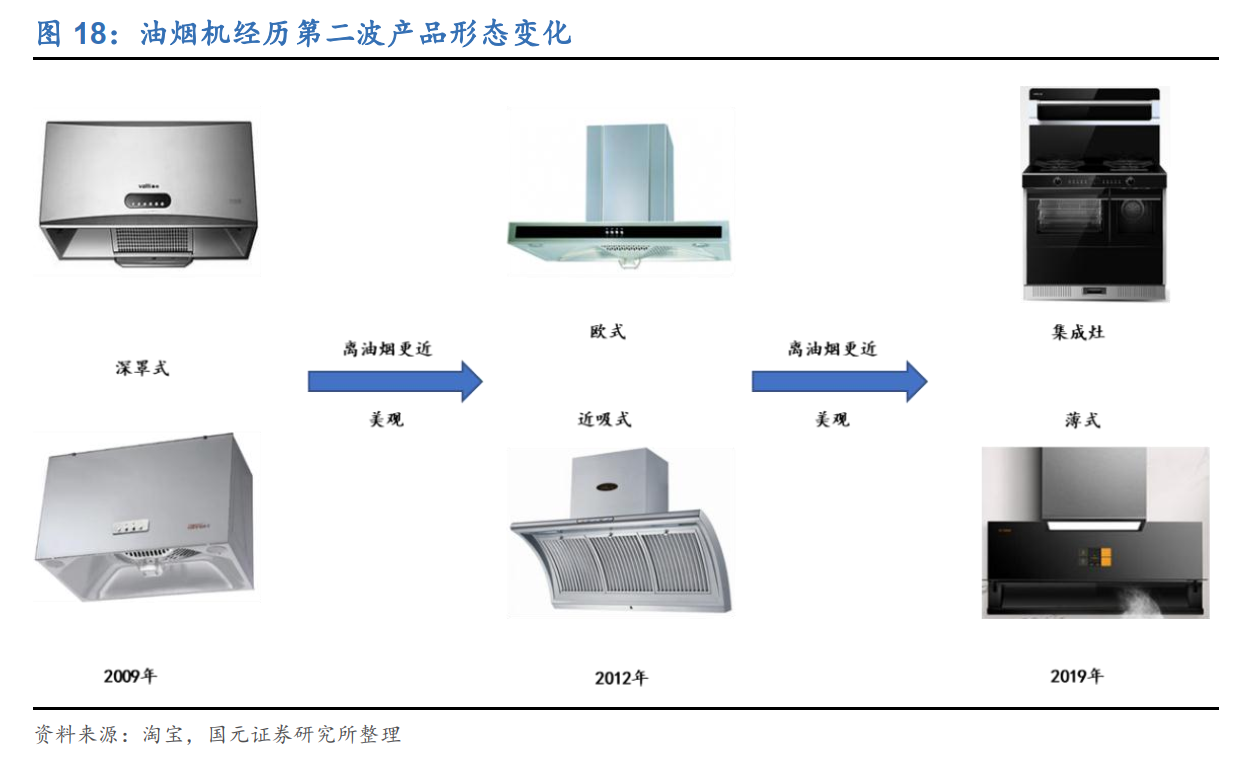 图 18：油烟机经历第二波产品形态变化
深罩式
离油烟更近
美观
欧式
近吸式
离油烟更近
美观
集成灶
薄式
2009年
2012年
2019年
资料来源：淘宝，国元证券研究所整理